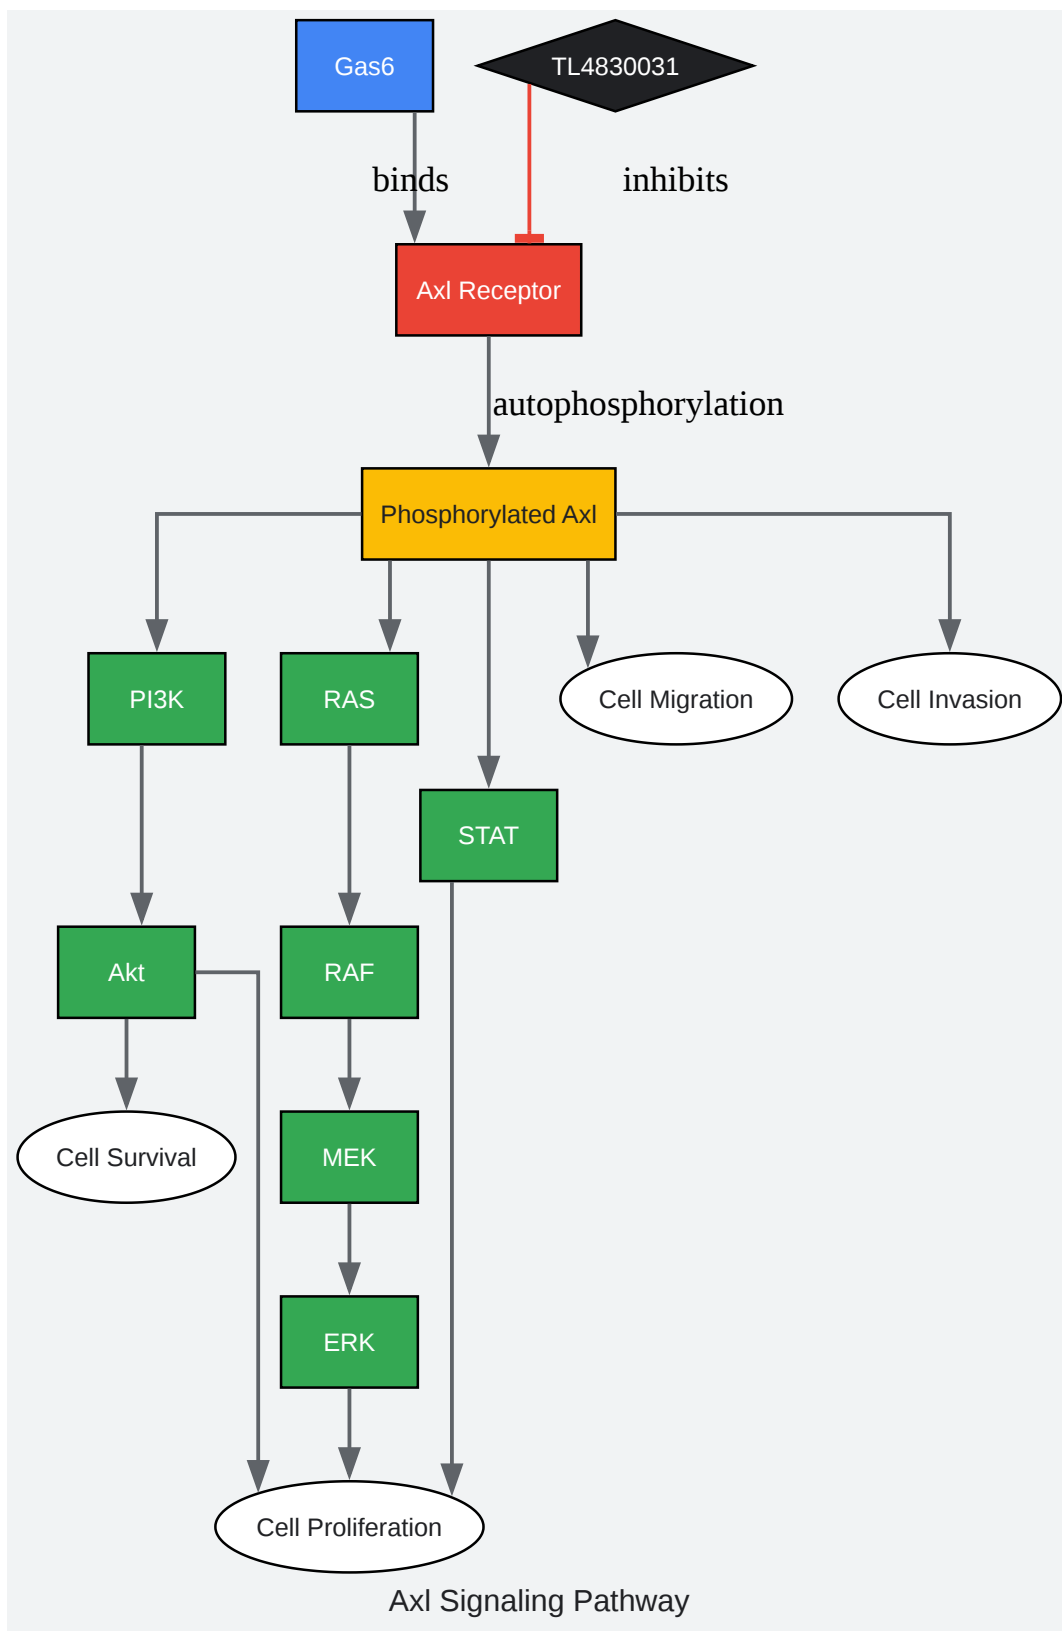 Gas6
TL4830031
binds
inhibits
Axl Receptor
autophosphorylation
Phosphorylated Axl
PI3K
RAS
Cell Migration
Cell Invasion
STAT
Akt
RAF
Cell Survival
MEK
ERK
Cell Proliferation
Axl Signaling Pathway